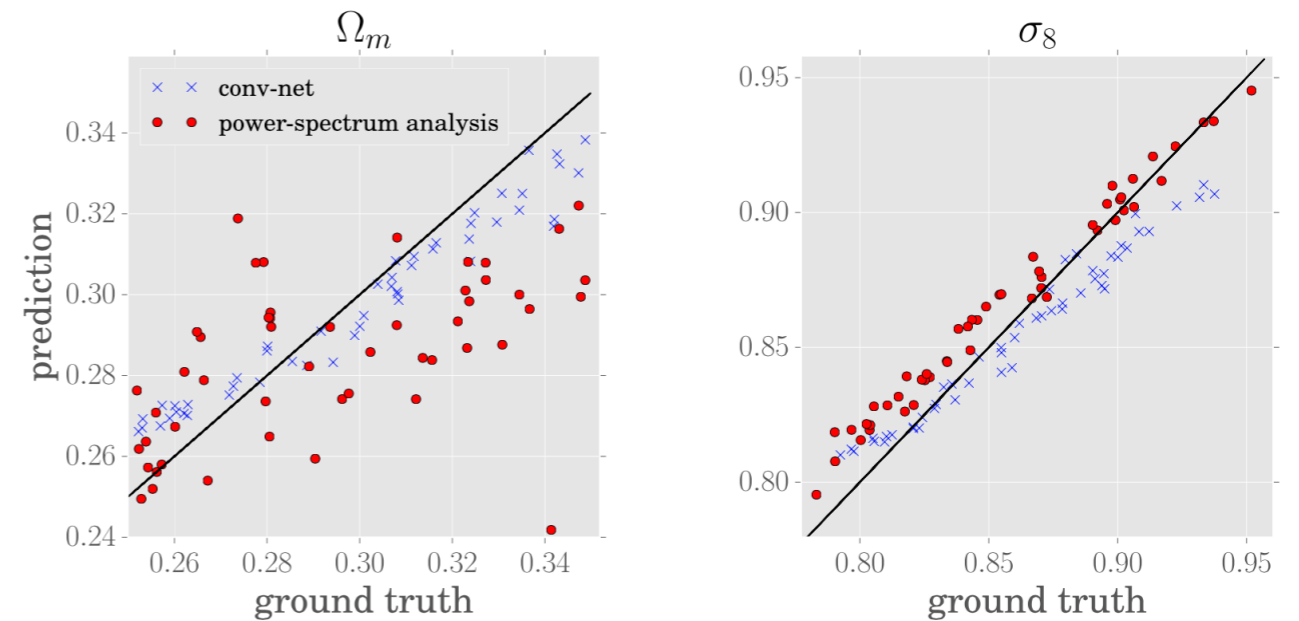 Ωm
conv-net
power-spectrum analysis
prediction
0.34
0.32
0.30
0.28
0.26
0.24
0.26 0.28 0.30 0.32 0.34
ground truth
σ8
0.95
0.90
0.85
0.80
0.80 0.85 0.90 0.95
ground truth